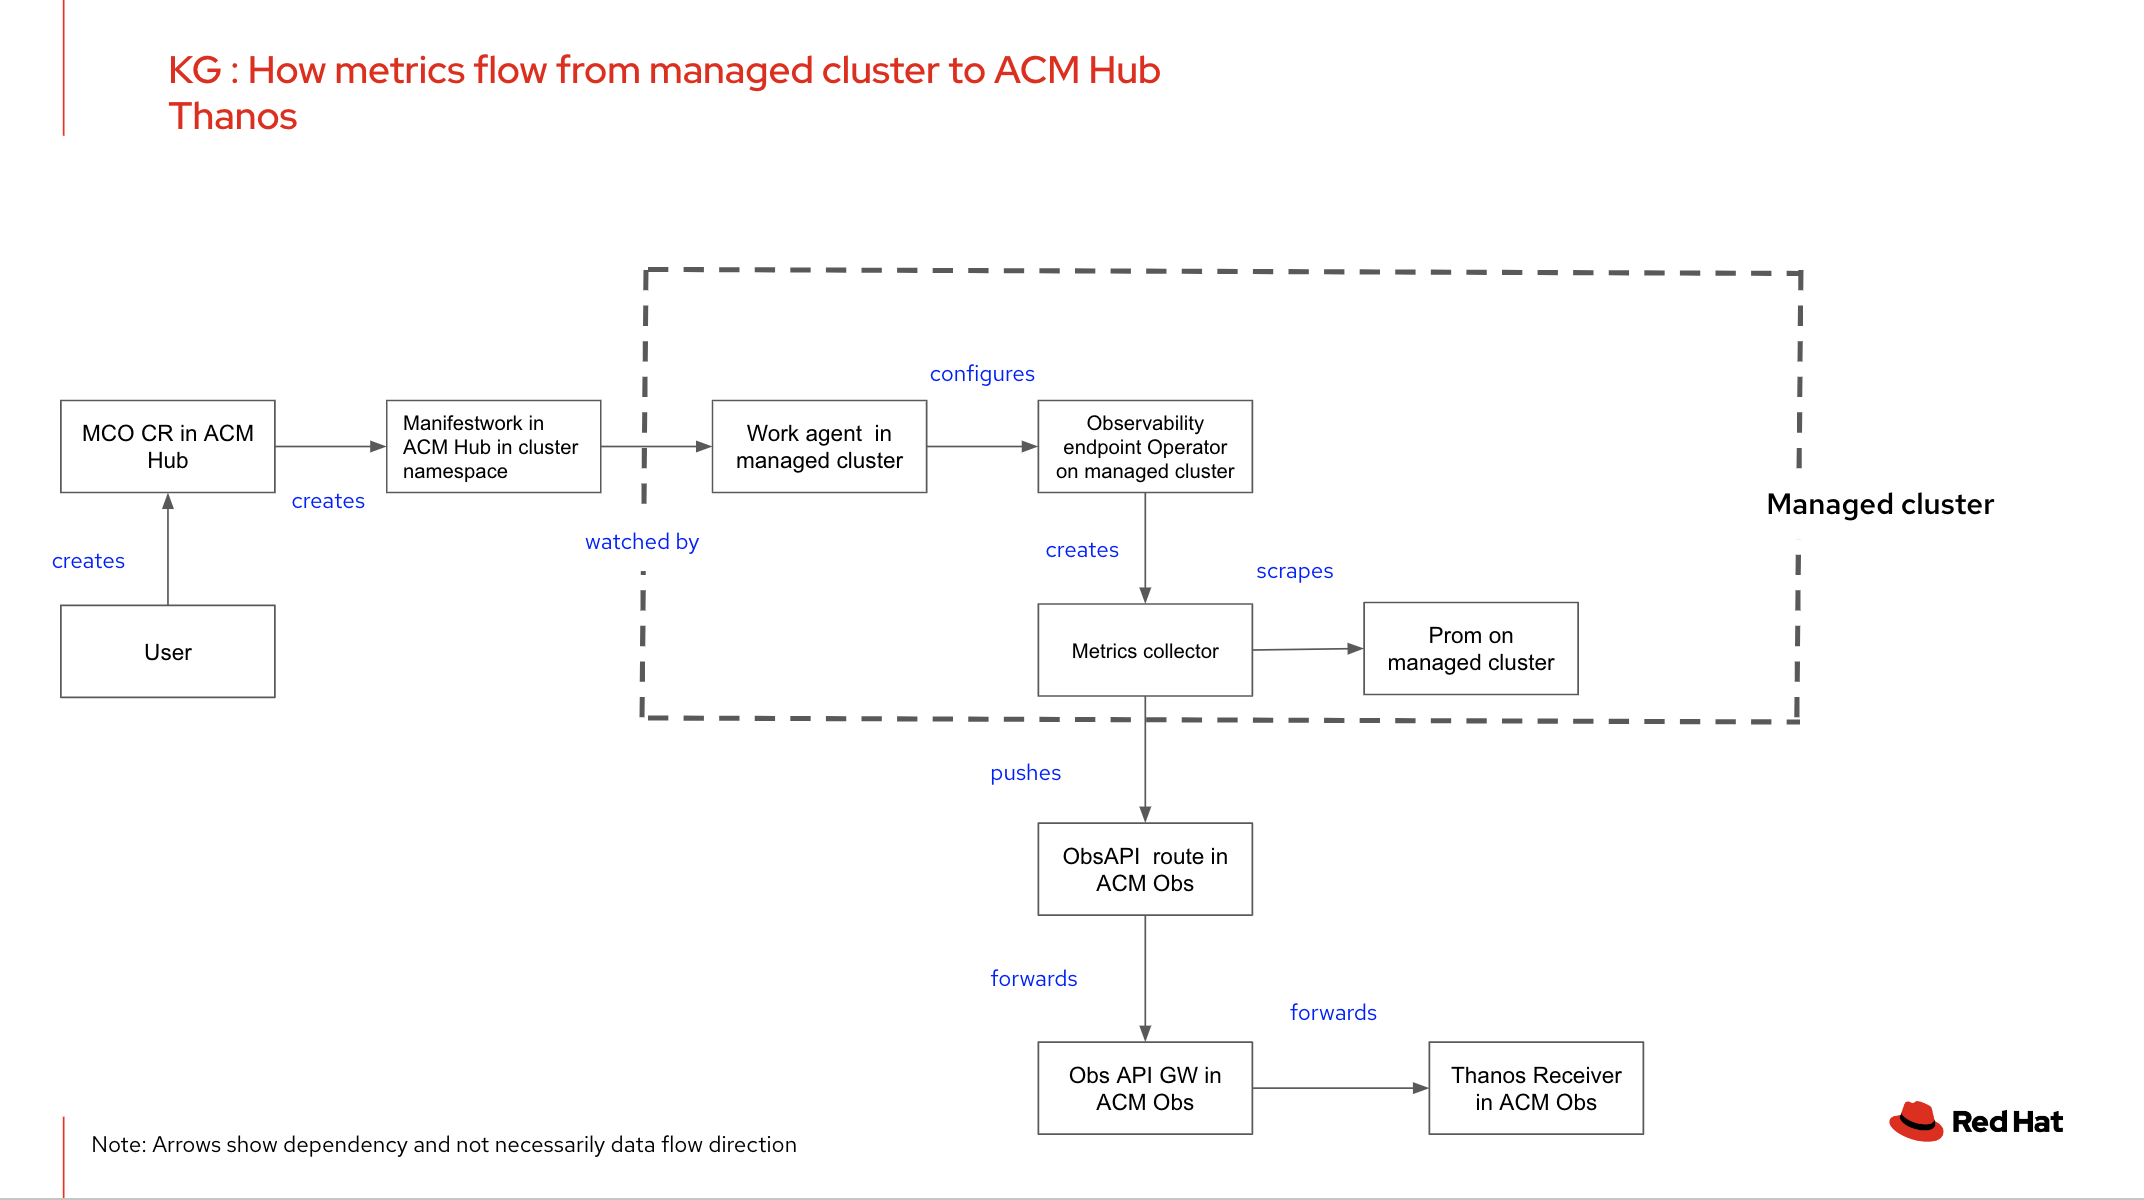 KG : How metrics flow from managed cluster to ACM Hub
Thanos
configures
MCO CR in ACM
Hub
Manifestwork in
ACM Hub in cluster
namespace
Work agent in
managed cluster
Observability
endpoint Operator
on managed cluster
creates
Managed cluster
watched by
creates
creates
scrapes
User
Metrics collector
Prom on
managed cluster
pushes
ObsAPI route in
ACM Obs
forwards
forwards
Obs API GW in
ACM Obs
Thanos Receiver
in ACM Obs
Note: Arrows show dependency and not necessarily data flow direction
Red Hat